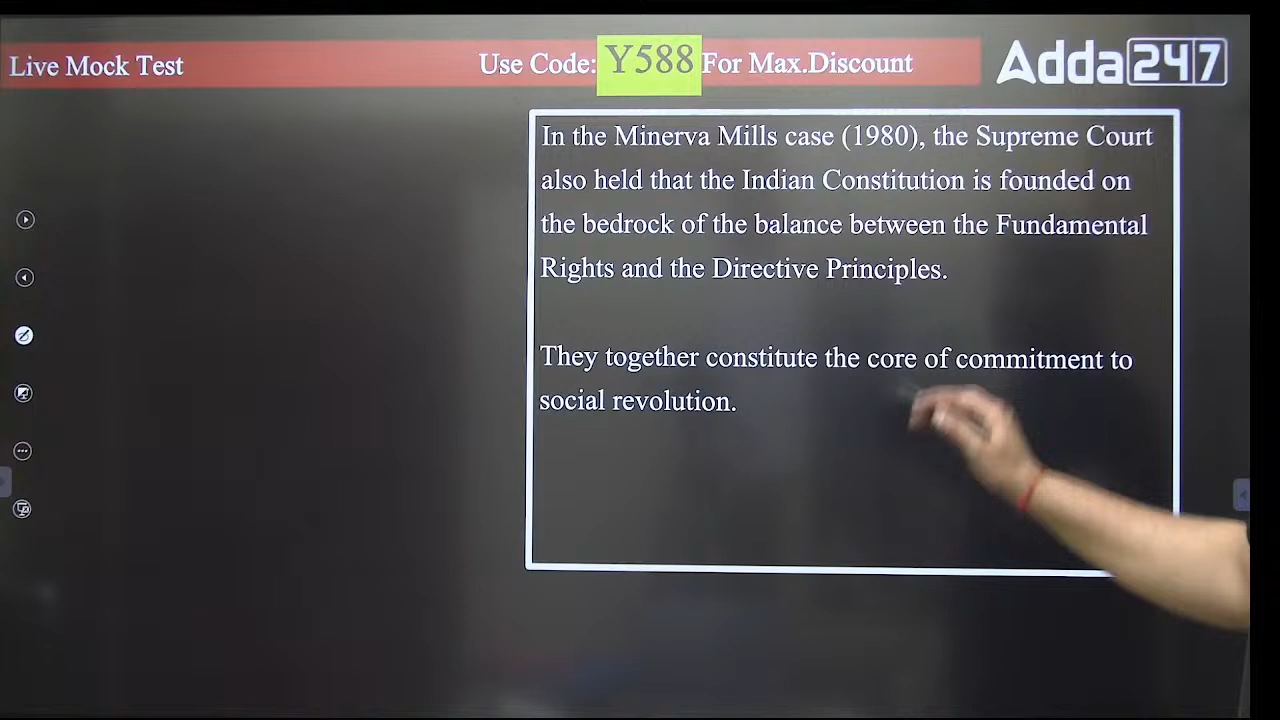 Live Mock Test
Use Code: Y588 For Max.Discount
Adda247
In the Minerva Mills case (1980), the Supreme Court
also held that the Indian Constitution is founded on
the bedrock of the balance between the Fundamental
Rights and the Directive Principles.
They together constitute the core of commitment to
social revolution.